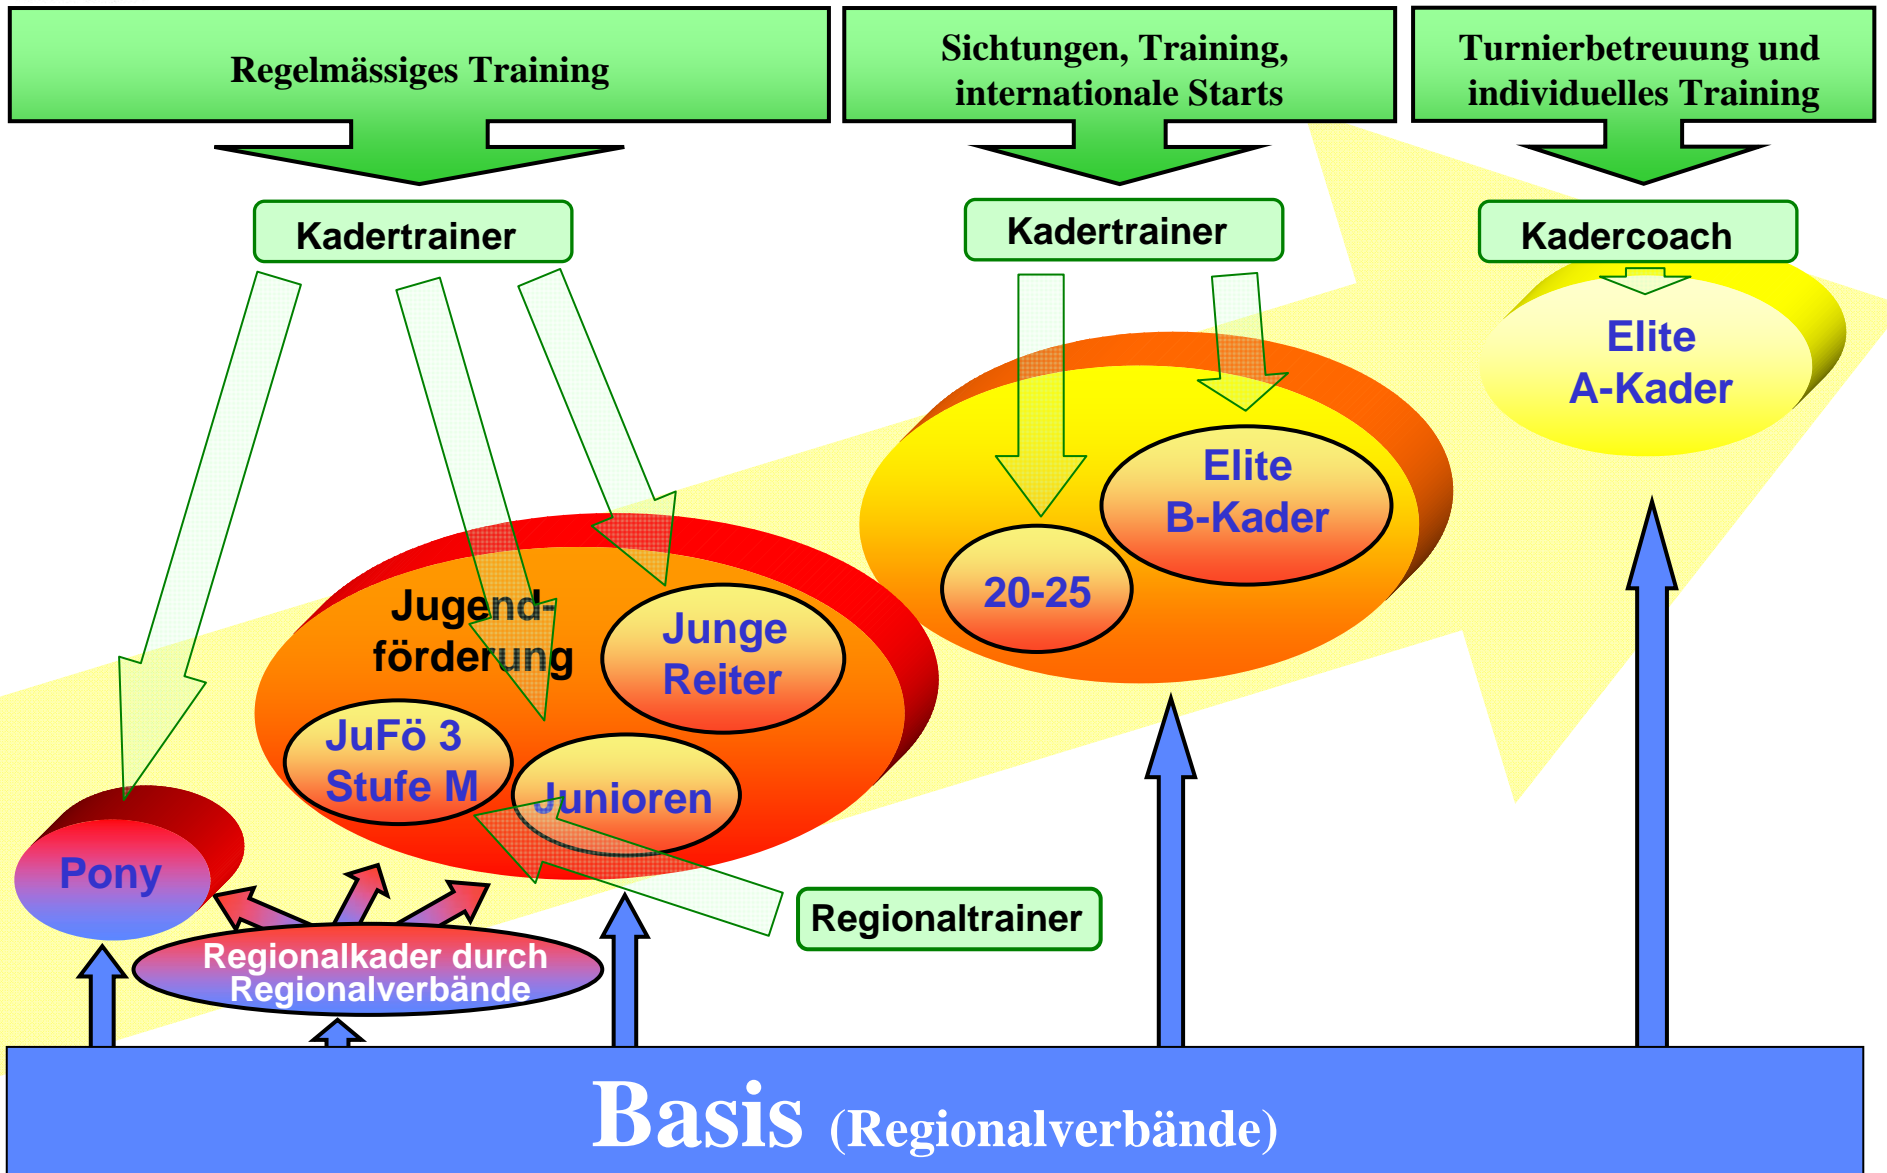 Regelmässiges Training
Sichtungen, Training,
internationale Starts
Turnierbetreuung und
individuelles Training
Kadertrainer
Kadertrainer
Kadercoach
Elite
A-Kader
Elite
B-Kader
20-25
Jugend-
förderung
Junge
Reiter
JuFö 3
Stufe M
Junioren
Pony
Regionaltrainer
Regionalkader durch
Regionalverbände
Basis (Regionalverbände)